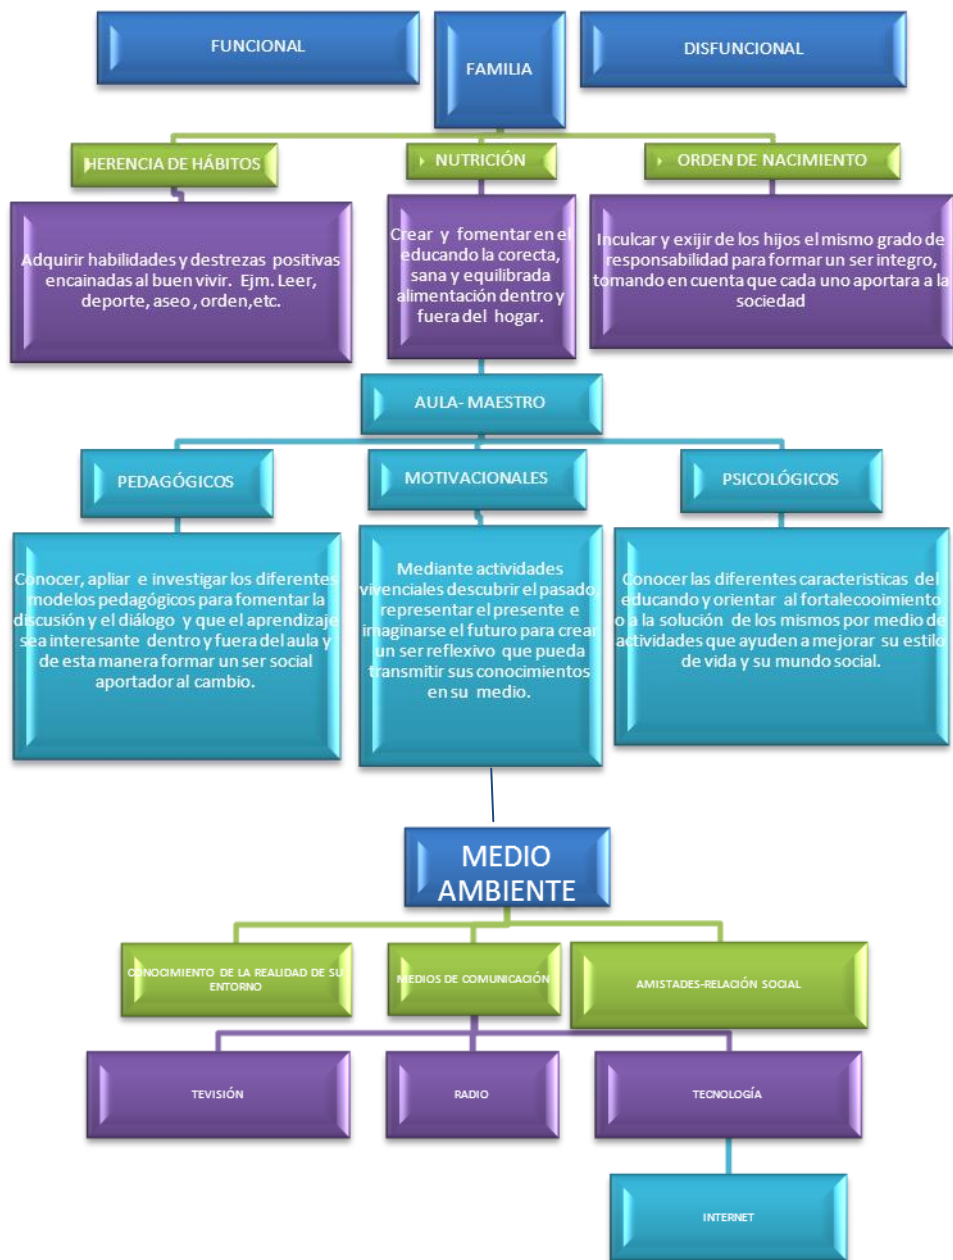 FUNCIONAL
FAMILIA
DISFUNCIONAL
HERENCIA DE HÁBITOS
NUTRICIÓN
ORDEN DE NACIMIENTO
Adquirir habilidades y destrezas positivas
encainadas al buen vivir. Ejm. Leer,
deporte, aseo , orden,etc.
Crear y fomentar en el
educando la corecta,
sana y equilibrada
alimentación dentro y
fuera del hogar.
Inculcar y exijir de los hijos el mismo grado de
responsabilidad para formar un ser integro,
tomando en cuenta que cada uno aportara a la
sociedad
AULA- MAESTRO
PEDAGÓGICOS
MOTIVACIONALES
PSICOLÓGICOS
Conocer, apliar e investigar los diferentes
modelos pedagógicos para fomentar la
discusión y el diálogo y que el aprendizaje
sea interesante dentro y fuera del aula y
de esta manera formar un ser social
aportador al cambio.
Mediante actividades
vivenciales descubrir el pasado,
representar el presente e
imaginarse el futuro para crear
un ser reflexivo que pueda
transmitir sus conocimientos
en su medio.
Conocer las diferentes caracteristicas del
educando y orientar al fortalecooimiento
o a la solución de los mismos por medio de
actividades que ayuden a mejorar su estilo
de vida y su mundo social.
MEDIO
AMBIENTE
CONOCIMIENTO DE LA REALIDAD DE SU
ENTORNO
MEDIOS DE COMUNICACIÓN
AMISTADES-RELACIÓN SOCIAL
TEVISIÓN
RADIO
TECNOLOGÍA
INTERNET